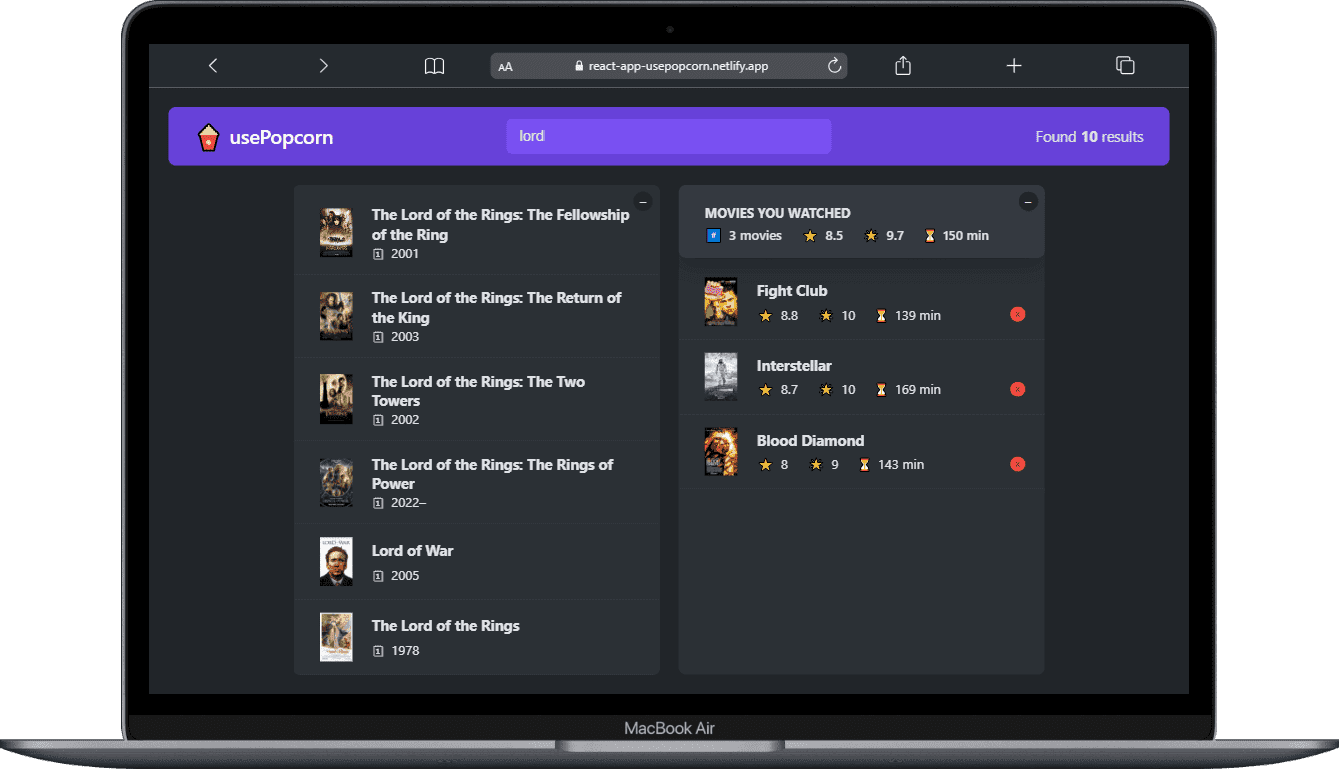 AA react-app-usepopcorn.netlify.app
usePopcorn
lord
Found 10 results
The Lord of the Rings: The Fellowship
of the Ring
2001
The Lord of the Rings: The Return of
the King
2003
The Lord of the Rings: The Two
Towers
2002
The Lord of the Rings: The Rings of
Power
2022–
Lord of War
2005
The Lord of the Rings
1978
MOVIES YOU WATCHED
# 3 movies 8.5 9.7 150 min
Fight Club
8.8 10 139 min
Interstellar
8.7 10 169 min
Blood Diamond
8 9 143 min
MacBook Air